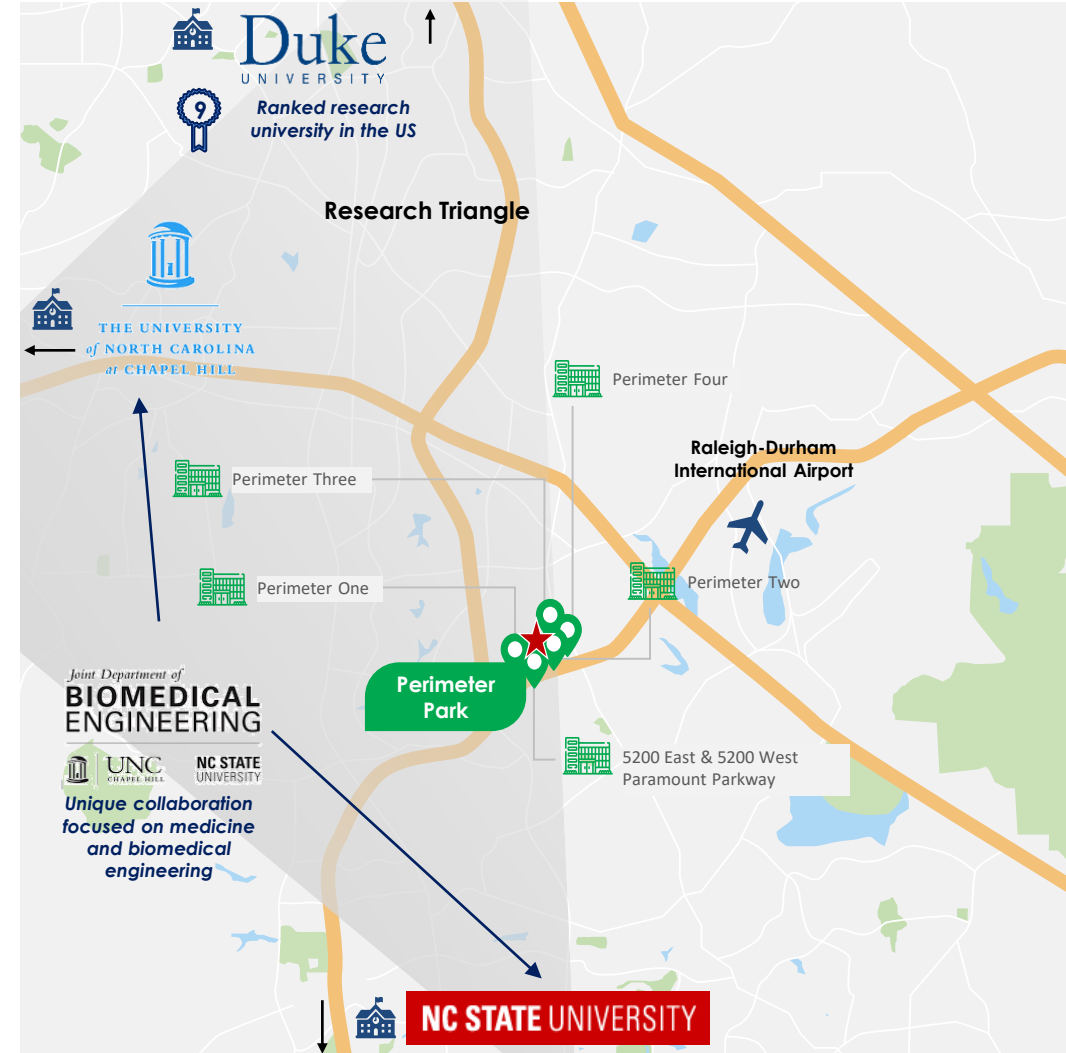 Duke
UNIVERSITY
9
Ranked research
university in the US
Research Triangle
THE UNIVERSITY
of NORTH CAROLINA
at CHAPEL HILL
Perimeter Four
Raleigh-Durham
International Airport
Perimeter Three
Perimeter One
Perimeter Two
Perimeter
Park
Joint Department of
BIOMEDICAL
ENGINEERING
UNC
CHAPEL HILL
NC STATE
UNIVERSITY
Unique collaboration
focused on medicine
and biomedical
engineering
5200 East & 5200 West
Paramount Parkway
NC STATE UNIVERSITY